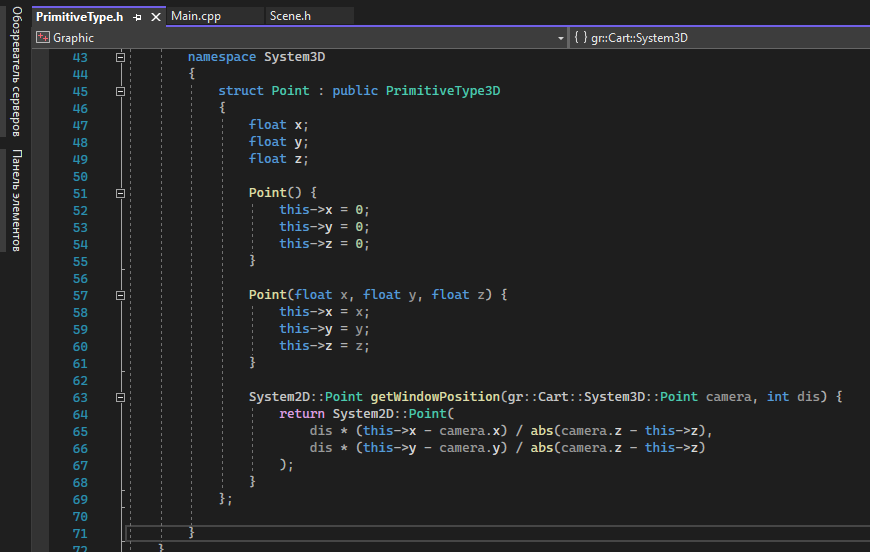 Обозреватель серверов
Панель элементов
PrimitiveType.h Main.cpp Scene.h
Graphic { } gr::Cart::System3D
43 namespace System3D
44 {
45 struct Point : public PrimitiveType3D
46 {
47 float x;
48 float y;
49 float z;
50
51 Point() {
52 this->x = 0;
53 this->y = 0;
54 this->z = 0;
55 }
56
57 Point(float x, float y, float z) {
58 this->x = x;
59 this->y = y;
60 this->z = z;
61 }
62
63 System2D::Point getWindowPosition(gr::Cart::System3D::Point camera, int dis) {
64 return System2D::Point(
65 dis * (this->x - camera.x) / abs(camera.z - this->z),
66 dis * (this->y - camera.y) / abs(camera.z - this->z)
67 );
68 }
69 };
70
71 }
72 }